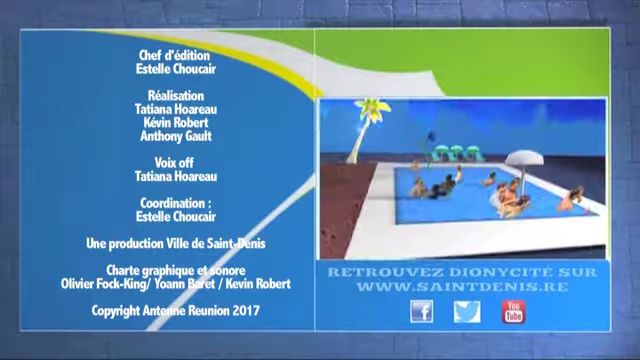 Chef d'édition
Estelle Choucair
Réalisation
Tatiana Hoareau
Kévin Robert
Anthony Gault
Voix off
Tatiana Hoareau
Coordination :
Estelle Choucair
Une production Ville de Saint-Denis
Charte graphique et sonore
Olivier Fock-King/ Yoann Baret / Kevin Robert
Copyright Antenne Reunion 2017
RETROUVEZ DIONYCITÉ SUR
WWW.SAINTDENIS.RE
You
Tube